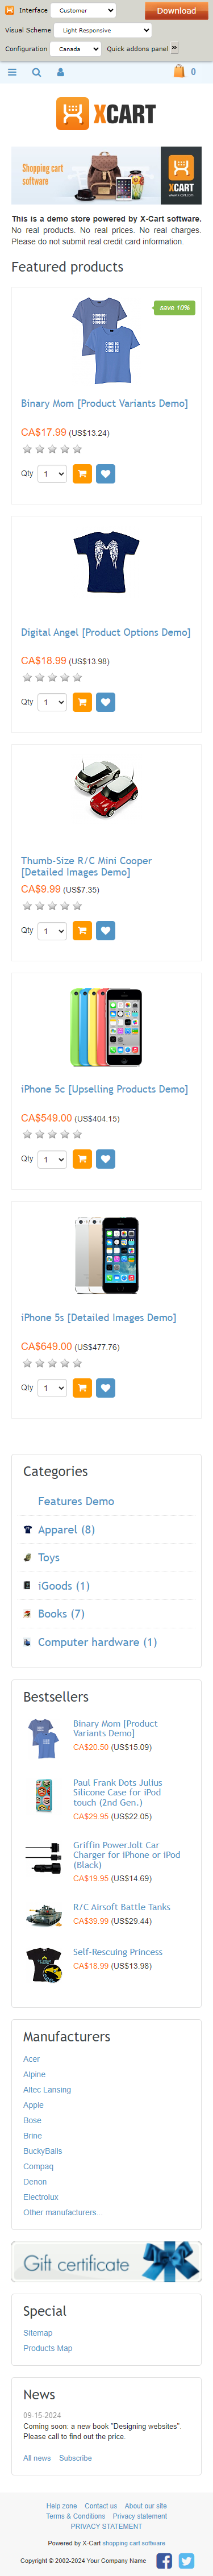 Interface Customer Download
Visual Scheme Light Responsive
Configuration Canada Quick addons panel »
0
XCART
Shopping cart
software
XCART
www.x-cart.com
This is a demo store powered by X-Cart software.
No real products. No real prices. No real charges.
Please do not submit real credit card information.
Featured products
save 10%
Binary Mom [Product Variants Demo]
CA$17.99 (US$13.24)
Qty 1
Digital Angel [Product Options Demo]
CA$18.99 (US$13.98)
Qty 1
Thumb-Size R/C Mini Cooper
[Detailed Images Demo]
CA$9.99 (US$7.35)
Qty 1
iPhone 5c [Upselling Products Demo]
CA$549.00 (US$404.15)
Qty 1
iPhone 5s [Detailed Images Demo]
CA$649.00 (US$477.76)
Qty 1
Categories
Features Demo
Apparel (8)
Toys
iGoods (1)
Books (7)
Computer hardware (1)
Bestsellers
Binary Mom [Product
Variants Demo]
CA$20.50 (US$15.09)
Paul Frank Dots Julius
Silicone Case for iPod
touch (2nd Gen.)
CA$29.95 (US$22.05)
Griffin PowerJolt Car
Charger for iPhone or iPod
(Black)
CA$19.95 (US$14.69)
R/C Airsoft Battle Tanks
CA$39.99 (US$29.44)
Self-Rescuing Princess
CA$18.99 (US$13.98)
Manufacturers
Acer
Alpine
Altec Lansing
Apple
Bose
Brine
BuckyBalls
Compaq
Denon
Electrolux
Other manufacturers...
Gift certificate
Special
Sitemap
Products Map
News
09-15-2024
Coming soon: a new book "Designing websites".
Please call to find out the price.
All news Subscribe
Help zone Contact us About our site
Terms & Conditions Privacy statement
PRIVACY STATEMENT
Powered by X-Cart shopping cart software
Copyright © 2002-2024 Your Company Name